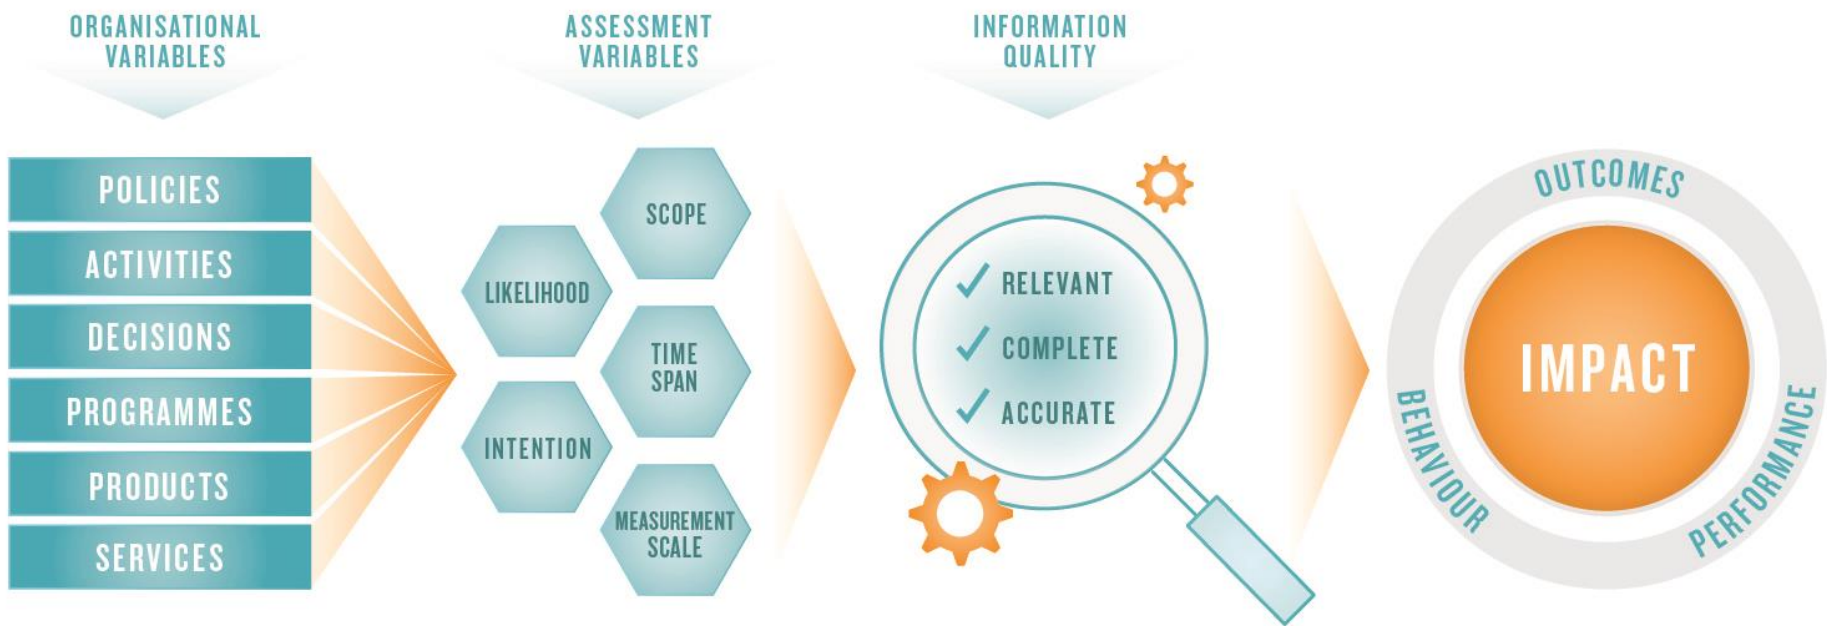 ORGANISATIONAL
VARIABLES
ASSESSMENT
VARIABLES
INFORMATION
QUALITY
POLICIES
ACTIVITIES
DECISIONS
PROGRAMMES
PRODUCTS
SERVICES
SCOPE
LIKELIHOOD
TIME
SPAN
INTENTION
MEASUREMENT
SCALE
RELEVANT
COMPLETE
ACCURATE
OUTCOMES
IMPACT
BEHAVIOUR
PERFORMANCE